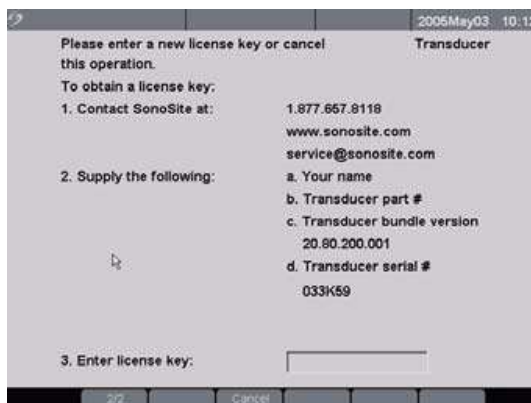 2005May03 10:1
Please enter a new license key or cancel Transducer
this operation.
To obtain a license key:
1. Contact SonoSite at: 1.877.657.8118
www.sonosite.com
service@sonosite.com
2. Supply the following: a. Your name
b. Transducer part #
c. Transducer bundle version
20.80.200.001
d. Transducer serial #
033K59
3. Enter license key:
2/2 Cancel